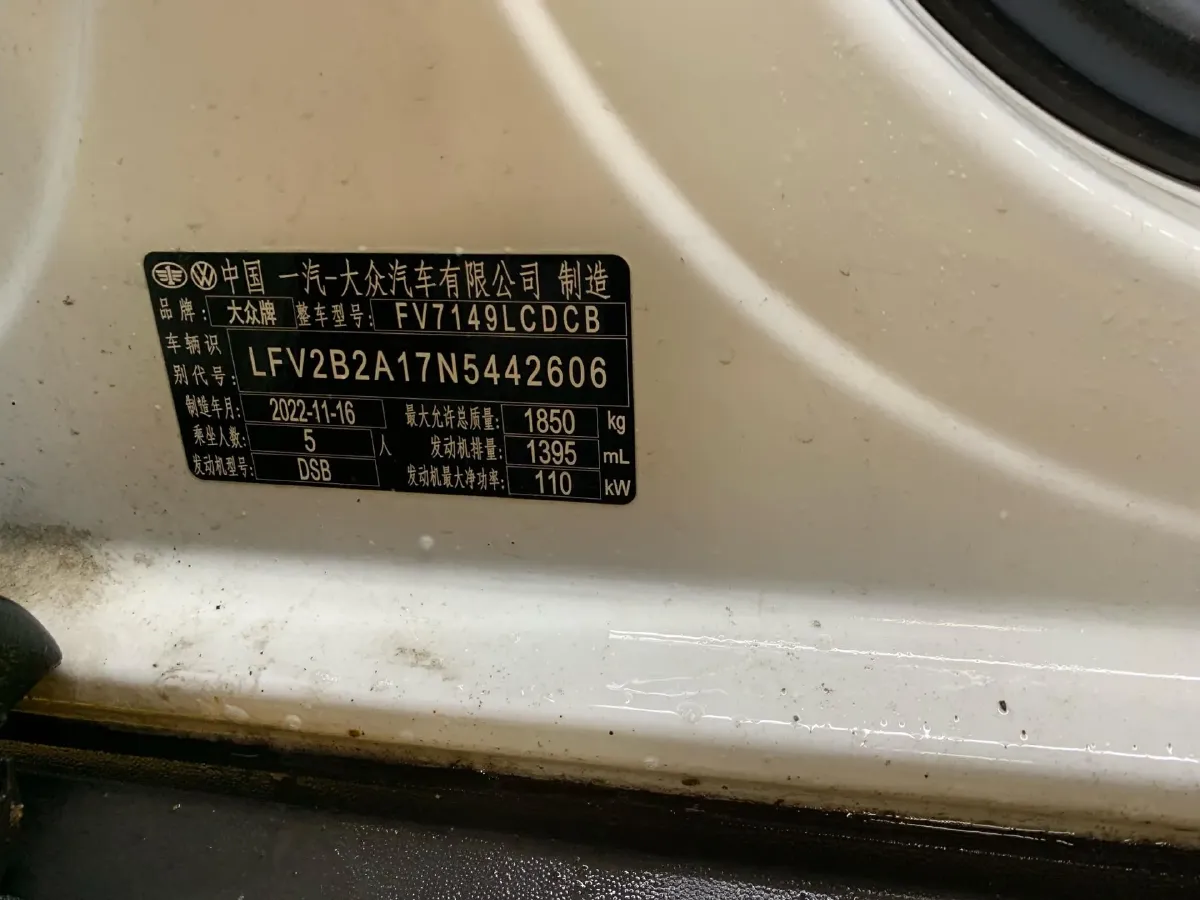 中国 一汽-大众汽车有限公司 制造
品牌: 大众牌 整车型号: FV7149LCDCB
车辆识别代号: LFV2B2A17N5442606
制造年月: 2022-11-16 最大允许总质量: 1850 kg
乘坐人数: 5 人 发动机排量: 1395 mL
发动机型号: DSB 发动机最大净功率: 110 kW